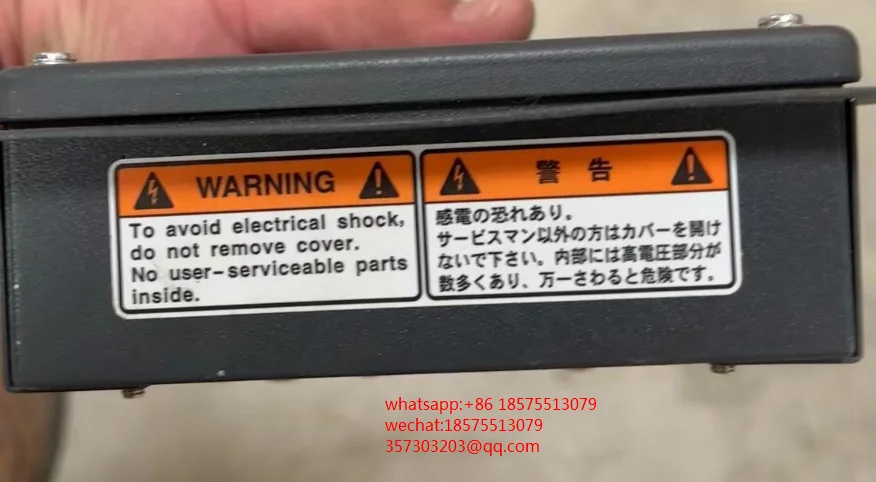 WARNING
To avoid electrical shock,
do not remove cover.
No user-serviceable parts
inside.
警告
感電の恐れあり。
サービスマン以外の方はカバーを開け
ないで下さい。内部には高電圧部分が
数多くあり、万一さわると危険です。
whatsapp:+86 18575513079
wechat:18575513079
357303203@qq.com